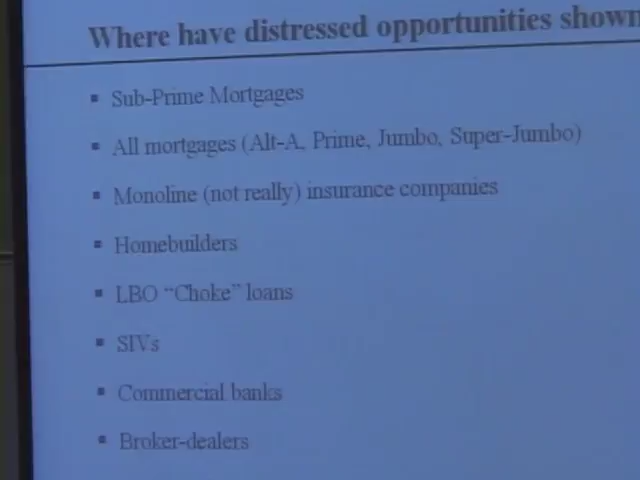 Where have distressed opportunities shown
▪ Sub-Prime Mortgages
▪ All mortgages (Alt-A, Prime, Jumbo, Super-Jumbo)
▪ Monoline (not really) insurance companies
▪ Homebuilders
▪ LBO “Choke” loans
▪ SIVs
▪ Commercial banks
▪ Broker-dealers